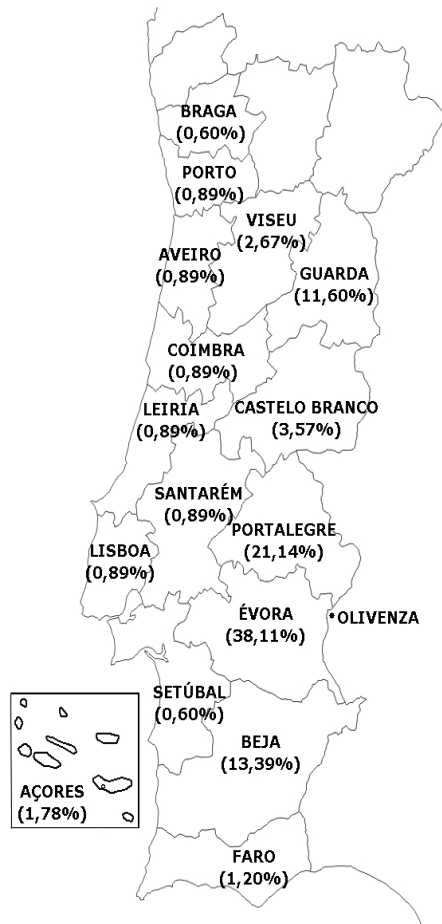 BRAGA
(0,60%)
PORTO
(0,89%)
VISEU
(2,67%)
AVEIRO
(0,89%)
GUARDA
(11,60%)
COIMBRA
(0,89%)
LEIRIA
(0,89%)
CASTELO BRANCO
(3,57%)
SANTARÉM
(0,89%)
PORTALEGRE
(21,14%)
LISBOA
(0,89%)
ÉVORA
(38,11%)
OLIVENZA
SETÚBAL
(0,60%)
BEJA
(13,39%)
AÇORES
(1,78%)
FARO
(1,20%)